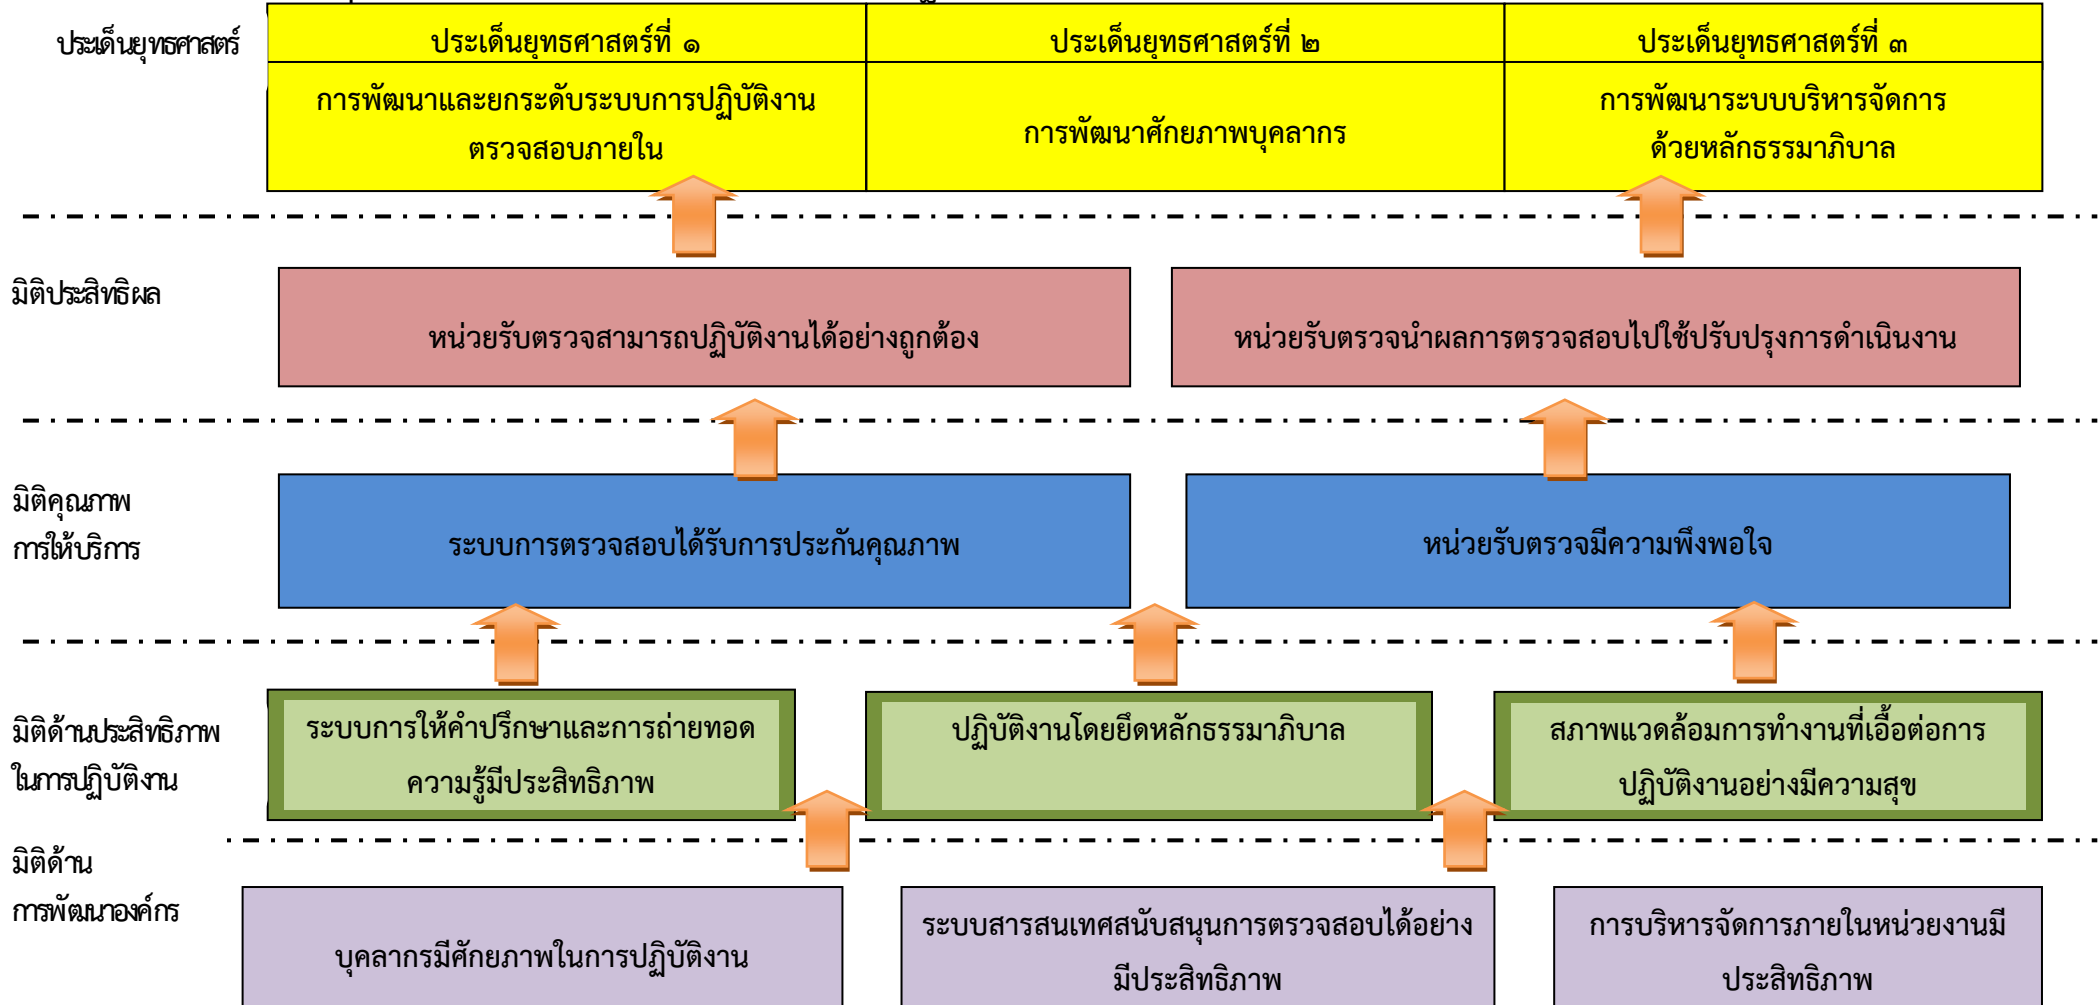 ประเด็นยุทธศาสตร์
ประเด็นยุทธศาสตร์ที่ ๑
ประเด็นยุทธศาสตร์ที่ ๒
ประเด็นยุทธศาสตร์ที่ ๓
การพัฒนาและยกระดับระบบการปฏิบัติงาน
ตรวจสอบภายใน
การพัฒนาศักยภาพบุคลากร
การพัฒนาระบบบริหารจัดการ
ด้วยหลักธรรมาภิบาล
มิติประสิทธิผล
หน่วยรับตรวจสามารถปฏิบัติงานได้อย่างถูกต้อง
หน่วยรับตรวจนำผลการตรวจสอบไปใช้ปรับปรุงการดำเนินงาน
มิติคุณภาพ
การให้บริการ
ระบบการตรวจสอบได้รับการประกันคุณภาพ
หน่วยรับตรวจมีความพึงพอใจ
มิติด้านประสิทธิภาพ
ในการปฏิบัติงาน
ระบบการให้คำปรึกษาและการถ่ายทอด
ความรู้มีประสิทธิภาพ
ปฏิบัติงานโดยยึดหลักธรรมาภิบาล
สภาพแวดล้อมการทำงานที่เอื้อต่อการ
ปฏิบัติงานอย่างมีความสุข
มิติด้าน
การพัฒนาองค์กร
บุคลากรมีศักยภาพในการปฏิบัติงาน
ระบบสารสนเทศสนับสนุนการตรวจสอบได้อย่าง
มีประสิทธิภาพ
การบริหารจัดการภายในหน่วยงานมี
ประสิทธิภาพ